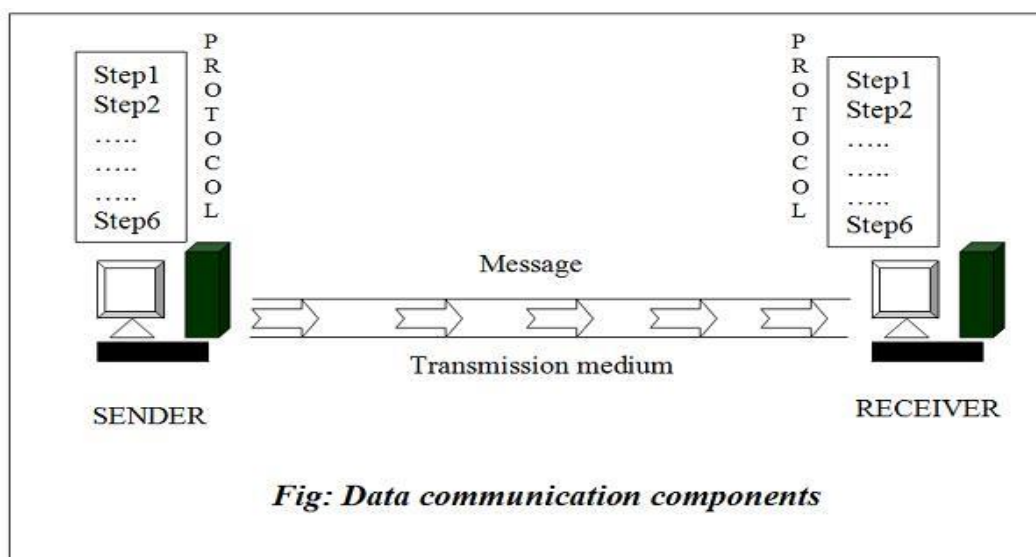 PROTOCOL
Step1
Step2
.....
.....
.....
Step6
PROTOCOL
Step1
Step2
.....
.....
.....
Step6
Message
Transmission medium
SENDER
RECEIVER
Fig: Data communication components